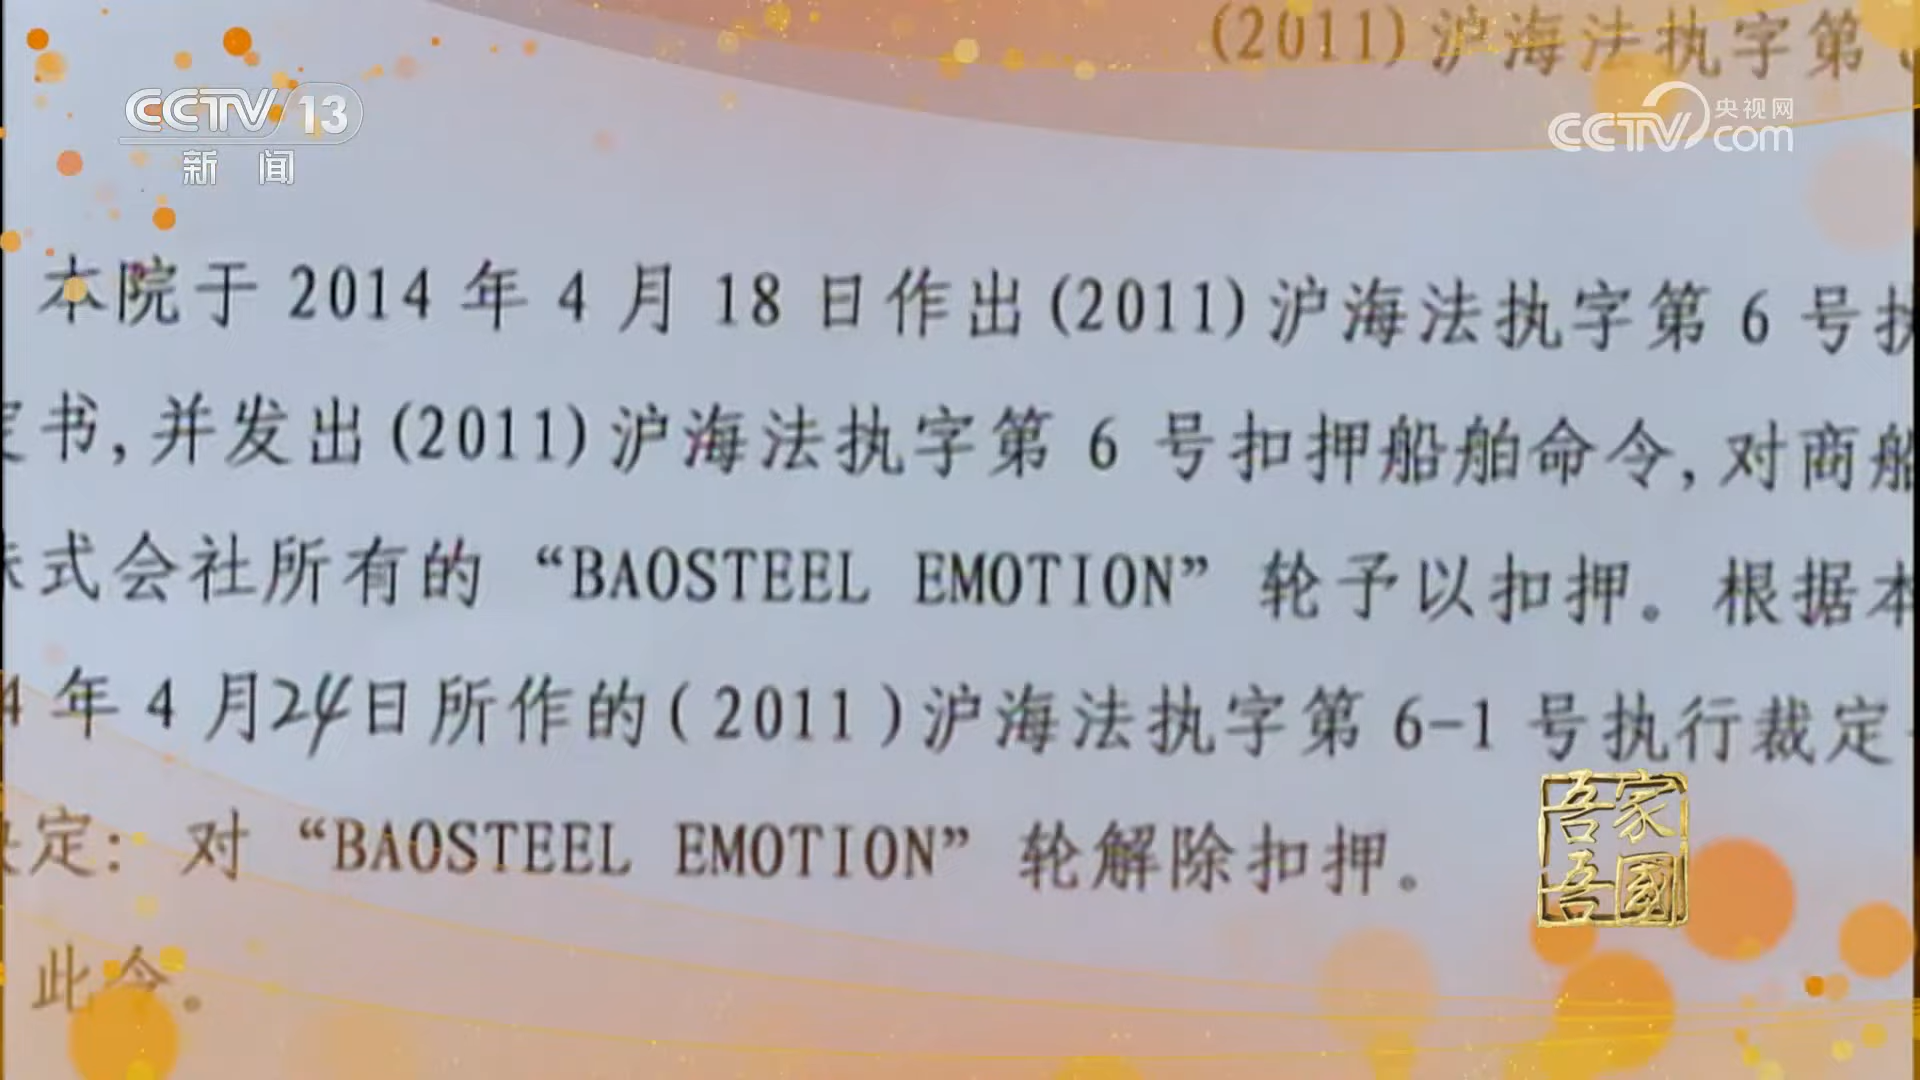 (2011)沪海法执字第
CCTV 13
新闻
央视网
CCTV.com
本院于 2014 年 4 月 18 日作出(2011)沪海法执字第 6 号执
定书,并发出(2011)沪海法执字第 6 号扣押船舶命令,对商船
株式会社所有的 “BAOSTEEL EMOTION” 轮予以扣押。根据本
4 年 4 月24日所作的(2011)沪海法执字第 6-1 号执行裁定
决定: 对 “BAOSTEEL EMOTION” 轮解除扣押。
此令。
吾家
吾國